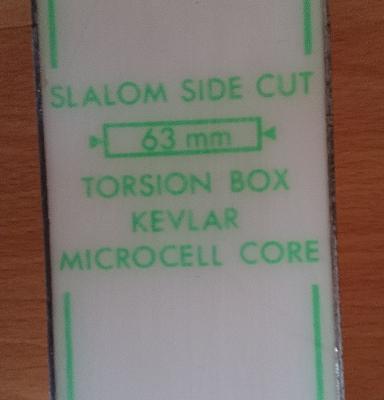 SLALOM SIDE CUT
63 mm
TORSION BOX
KEVLAR
MICROCELL CORE